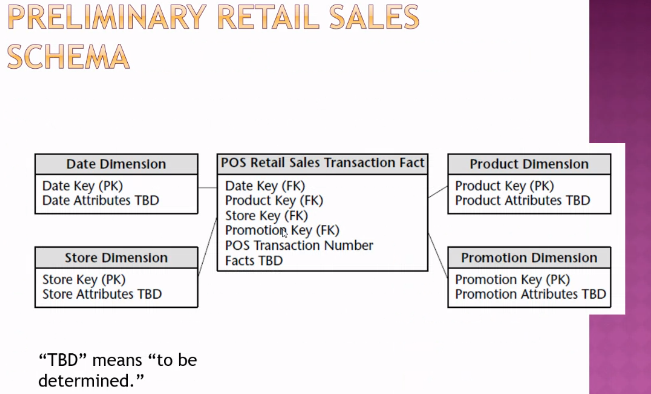 PRELIMINARY RETAIL SALES
SCHEMA
Date Dimension
Date Key (PK)
Date Attributes TBD
Store Dimension
Store Key (PK)
Store Attributes TBD
POS Retail Sales Transaction Fact
Date Key (FK)
Product Key (FK)
Store Key (FK)
Promotion Key (FK)
POS Transaction Number
Facts TBD
Product Dimension
Product Key (PK)
Product Attributes TBD
Promotion Dimension
Promotion Key (PK)
Promotion Attributes TBD
“TBD” means “to be
determined.”